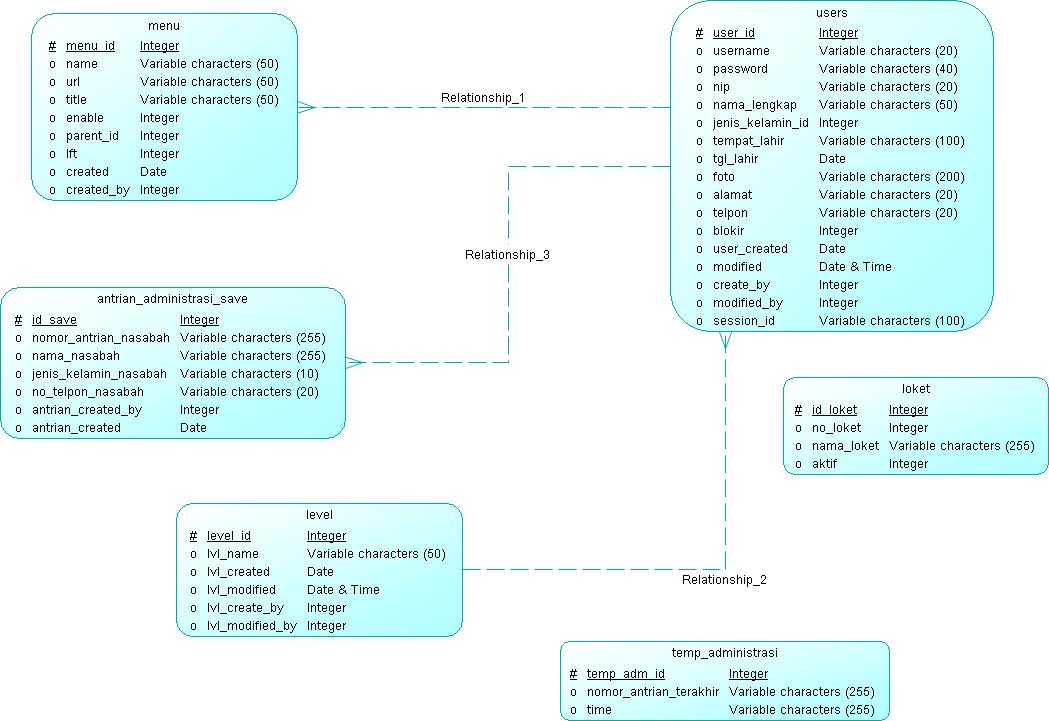 menu
# menu_id Integer
o name Variable characters (50)
o url Variable characters (50)
o title Variable characters (50)
o enable Integer
o parent_id Integer
o lft Integer
o created Date
o created_by Integer
Relationship_1
users
# user_id Integer
o username Variable characters (20)
o password Variable characters (40)
o nip Variable characters (20)
o nama_lengkap Variable characters (50)
o jenis_kelamin_id Integer
o tempat_lahir Variable characters (100)
o tgl_lahir Date
o foto Variable characters (200)
o alamat Variable characters (20)
o telpon Variable characters (20)
o blokir Integer
o user_created Date
o modified Date & Time
o create_by Integer
o modified_by Integer
o session_id Variable characters (100)
Relationship_3
antrian_administrasi_save
# id_save Integer
o nomor_antrian_nasabah Variable characters (255)
o nama_nasabah Variable characters (255)
o jenis_kelamin_nasabah Variable characters (10)
o no_telpon_nasabah Variable characters (20)
o antrian_created_by Integer
o antrian_created Date
loket
# id_loket Integer
o no_loket Integer
o nama_loket Variable characters (255)
o aktif Integer
level
# level_id Integer
o lvl_name Variable characters (50)
o lvl_created Date
o lvl_modified Date & Time
o lvl_create_by Integer
o lvl_modified_by Integer
Relationship_2
temp_administrasi
# temp_adm_id Integer
o nomor_antrian_terakhir Variable characters (255)
o time Variable characters (255)